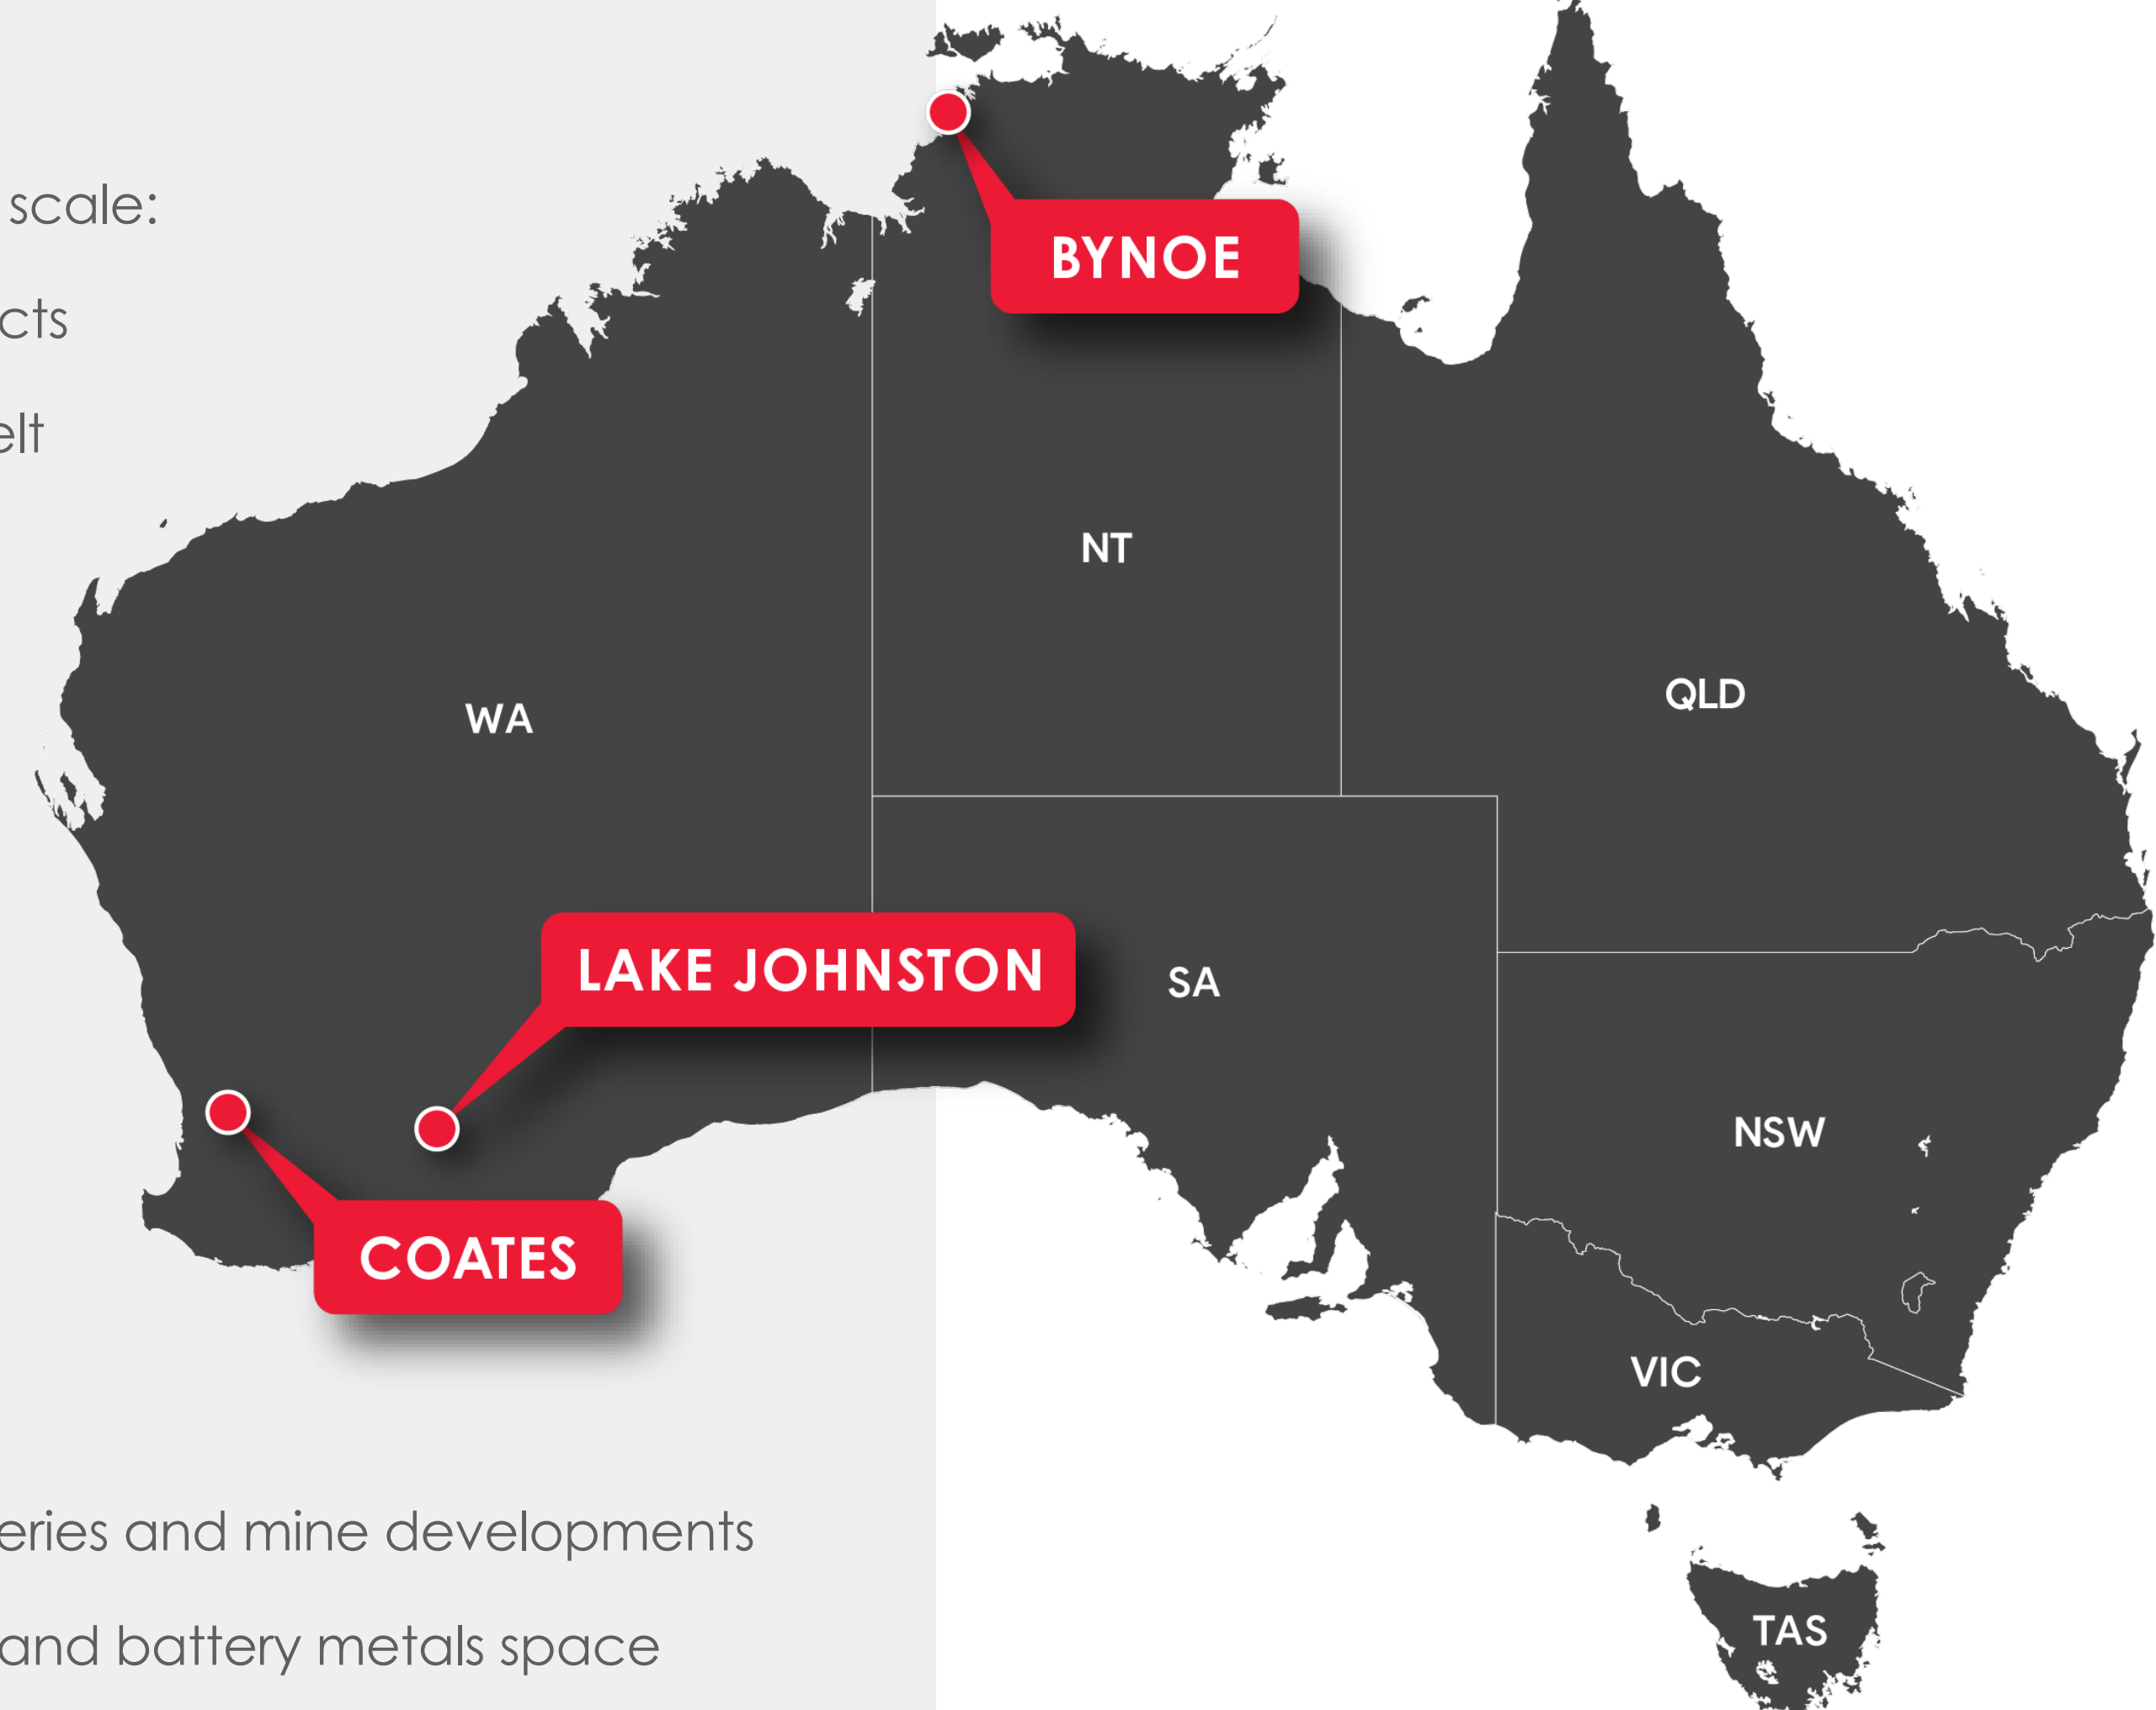 scale:
BYNOE
cts
elt
NT
QLD
WA
LAKE JOHNSTON
SA
NSW
COATES
VIC
eries and mine developments
TAS
and battery metals space